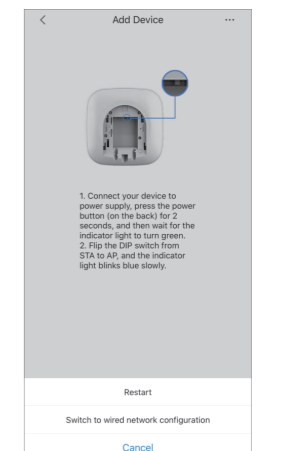 Add Device
1. Connect your device to
power supply, press the power
button (on the back) for 2
seconds, and then wait for the
indicator light to turn green.
2. Flip the DIP switch from
STA to AP, and the indicator
light blinks blue slowly.
Restart
Switch to wired network configuration
Cancel